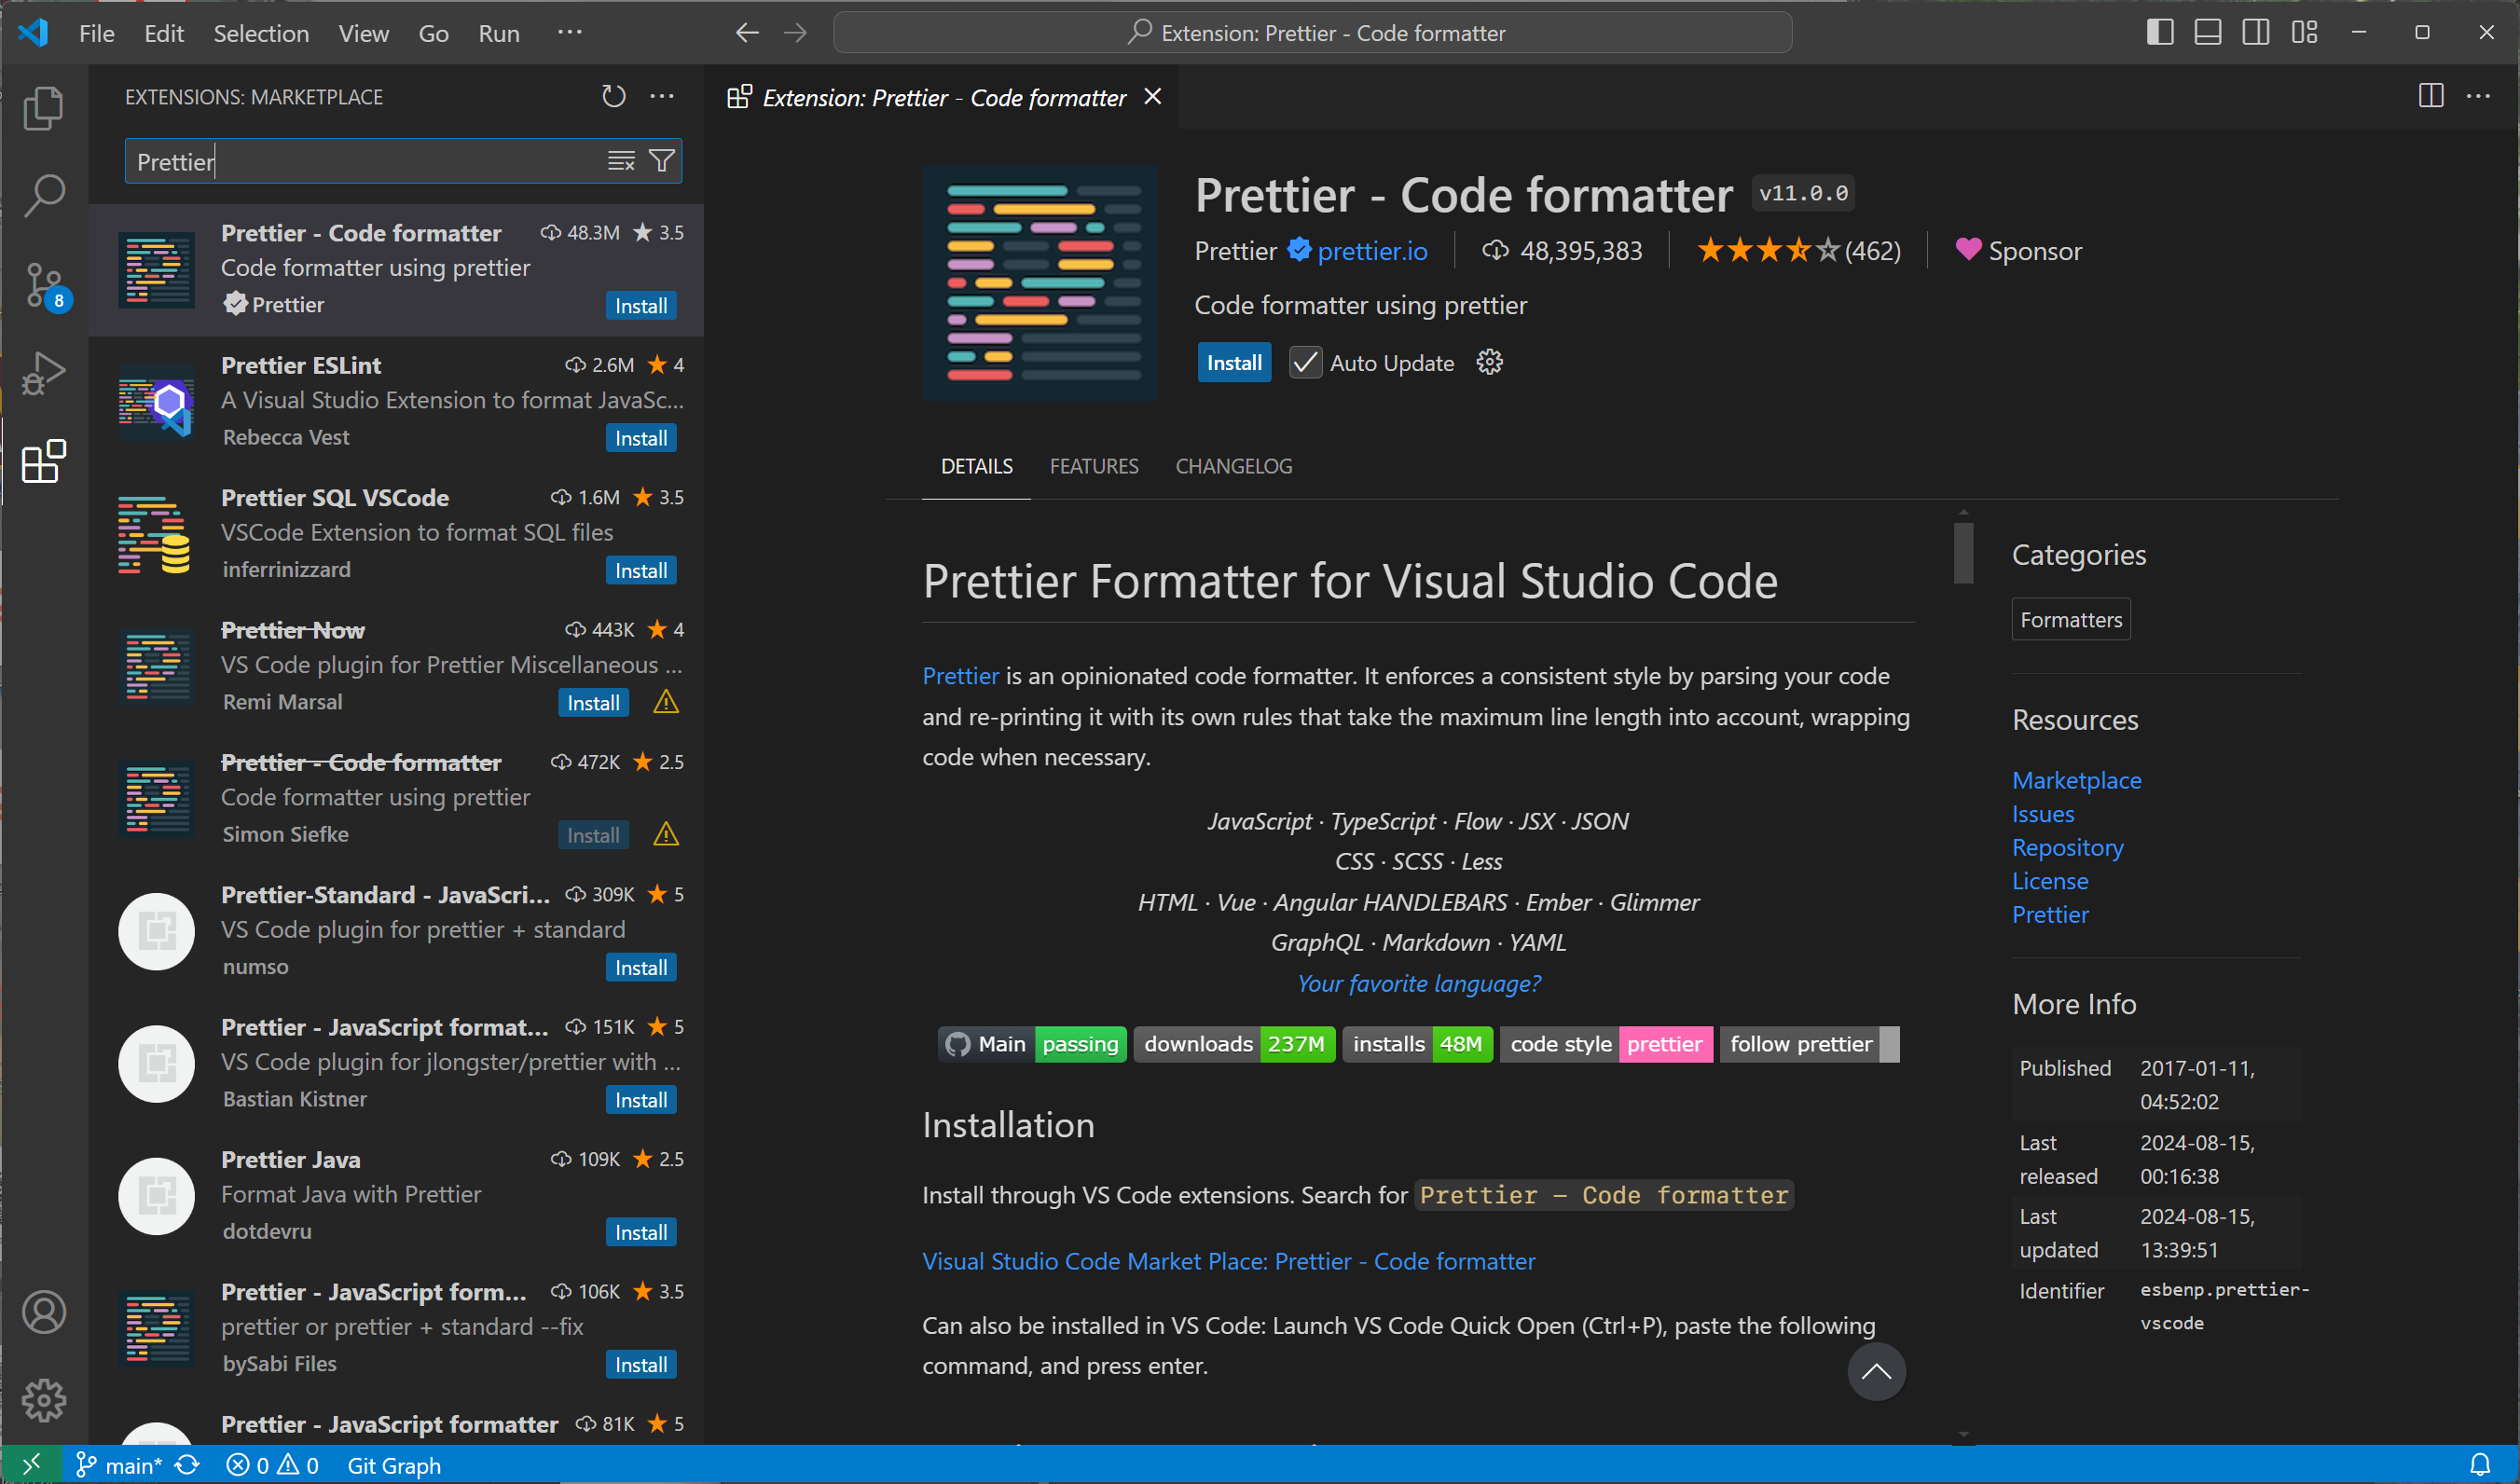 File Edit Selection View Go Run ···
Extension: Prettier - Code formatter
EXTENSIONS: MARKETPLACE
Prettier
Prettier - Code formatter 48.3M 3.5
Code formatter using prettier
Prettier Install
Prettier ESLint 2.6M 4
A Visual Studio Extension to format JavaSc...
Rebecca Vest Install
Prettier SQL VSCode 1.6M 3.5
VSCode Extension to format SQL files
inferrinizzard Install
Prettier Now 443K 4
VS Code plugin for Prettier Miscellaneous ...
Remi Marsal Install
Prettier - Code formatter 472K 2.5
Code formatter using prettier
Simon Siefke Install
Prettier-Standard - JavaScri... 309K 5
VS Code plugin for prettier + standard
numso Install
Prettier - JavaScript format... 151K 5
VS Code plugin for jlongster/prettier with ...
Bastian Kistner Install
Prettier Java 109K 2.5
Format Java with Prettier
dotdevru Install
Prettier - JavaScript form... 106K 3.5
prettier or prettier + standard --fix
bySabi Files Install
Prettier - JavaScript formatter 81K 5
8
Extension: Prettier - Code formatter
Prettier - Code formatter v11.0.0
Prettier prettier.io 48,395,383 (462) Sponsor
Code formatter using prettier
Install Auto Update
DETAILS FEATURES CHANGELOG
Prettier Formatter for Visual Studio Code
Prettier is an opinionated code formatter. It enforces a consistent style by parsing your code
and re-printing it with its own rules that take the maximum line length into account, wrapping
code when necessary.
JavaScript · TypeScript · Flow · JSX · JSON
CSS · SCSS · Less
HTML · Vue · Angular HANDLEBARS · Ember · Glimmer
GraphQL · Markdown · YAML
Your favorite language?
Main passing downloads 237M installs 48M code style prettier follow prettier
Installation
Install through VS Code extensions. Search for Prettier – Code formatter
Visual Studio Code Market Place: Prettier - Code formatter
Can also be installed in VS Code: Launch VS Code Quick Open (Ctrl+P), paste the following
command, and press enter.
Categories
Formatters
Resources
Marketplace
Issues
Repository
License
Prettier
More Info
Published 2017-01-11,
04:52:02
Last 2024-08-15,
released 00:16:38
Last 2024-08-15,
updated 13:39:51
Identifier esbenp.prettier-
vscode
main* 0 0 Git Graph